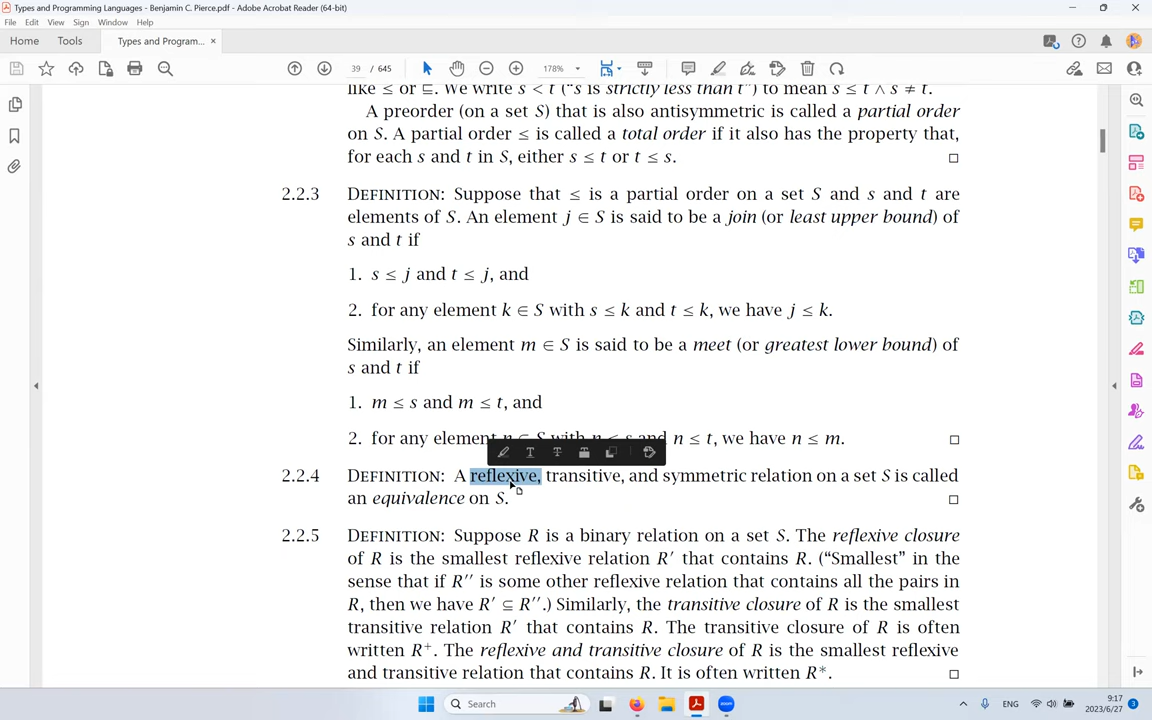 Types and Programming Languages - Benjamin C. Pierce.pdf - Adobe Acrobat Reader (64-bit)
File Edit View Sign Window Help
Home Tools Types and Program... ×
39 / 645 178%
like ≤ or ⊑. We write s < t (“s is strictly less than t”) to mean s ≤ t ∧ s ≠ t.
A preorder (on a set S) that is also antisymmetric is called a partial order
on S. A partial order ≤ is called a total order if it also has the property that,
for each s and t in S, either s ≤ t or t ≤ s. □
2.2.3 Definition: Suppose that ≤ is a partial order on a set S and s and t are
elements of S. An element j ∈ S is said to be a join (or least upper bound) of
s and t if
1. s ≤ j and t ≤ j, and
2. for any element k ∈ S with s ≤ k and t ≤ k, we have j ≤ k.
Similarly, an element m ∈ S is said to be a meet (or greatest lower bound) of
s and t if
1. m ≤ s and m ≤ t, and
2. for any element n ∈ S with n ≤ s and n ≤ t, we have n ≤ m. □
2.2.4 Definition: A reflexive, transitive, and symmetric relation on a set S is called
an equivalence on S. □
2.2.5 Definition: Suppose R is a binary relation on a set S. The reflexive closure
of R is the smallest reflexive relation R′ that contains R. (“Smallest” in the
sense that if R′′ is some other reflexive relation that contains all the pairs in
R, then we have R′ ⊆ R′′.) Similarly, the transitive closure of R is the smallest
transitive relation R′ that contains R. The transitive closure of R is often
written R⁺. The reflexive and transitive closure of R is the smallest reflexive
and transitive relation that contains R. It is often written R*. □
Search
zoom
ENG
9:17
2023/6/27
3